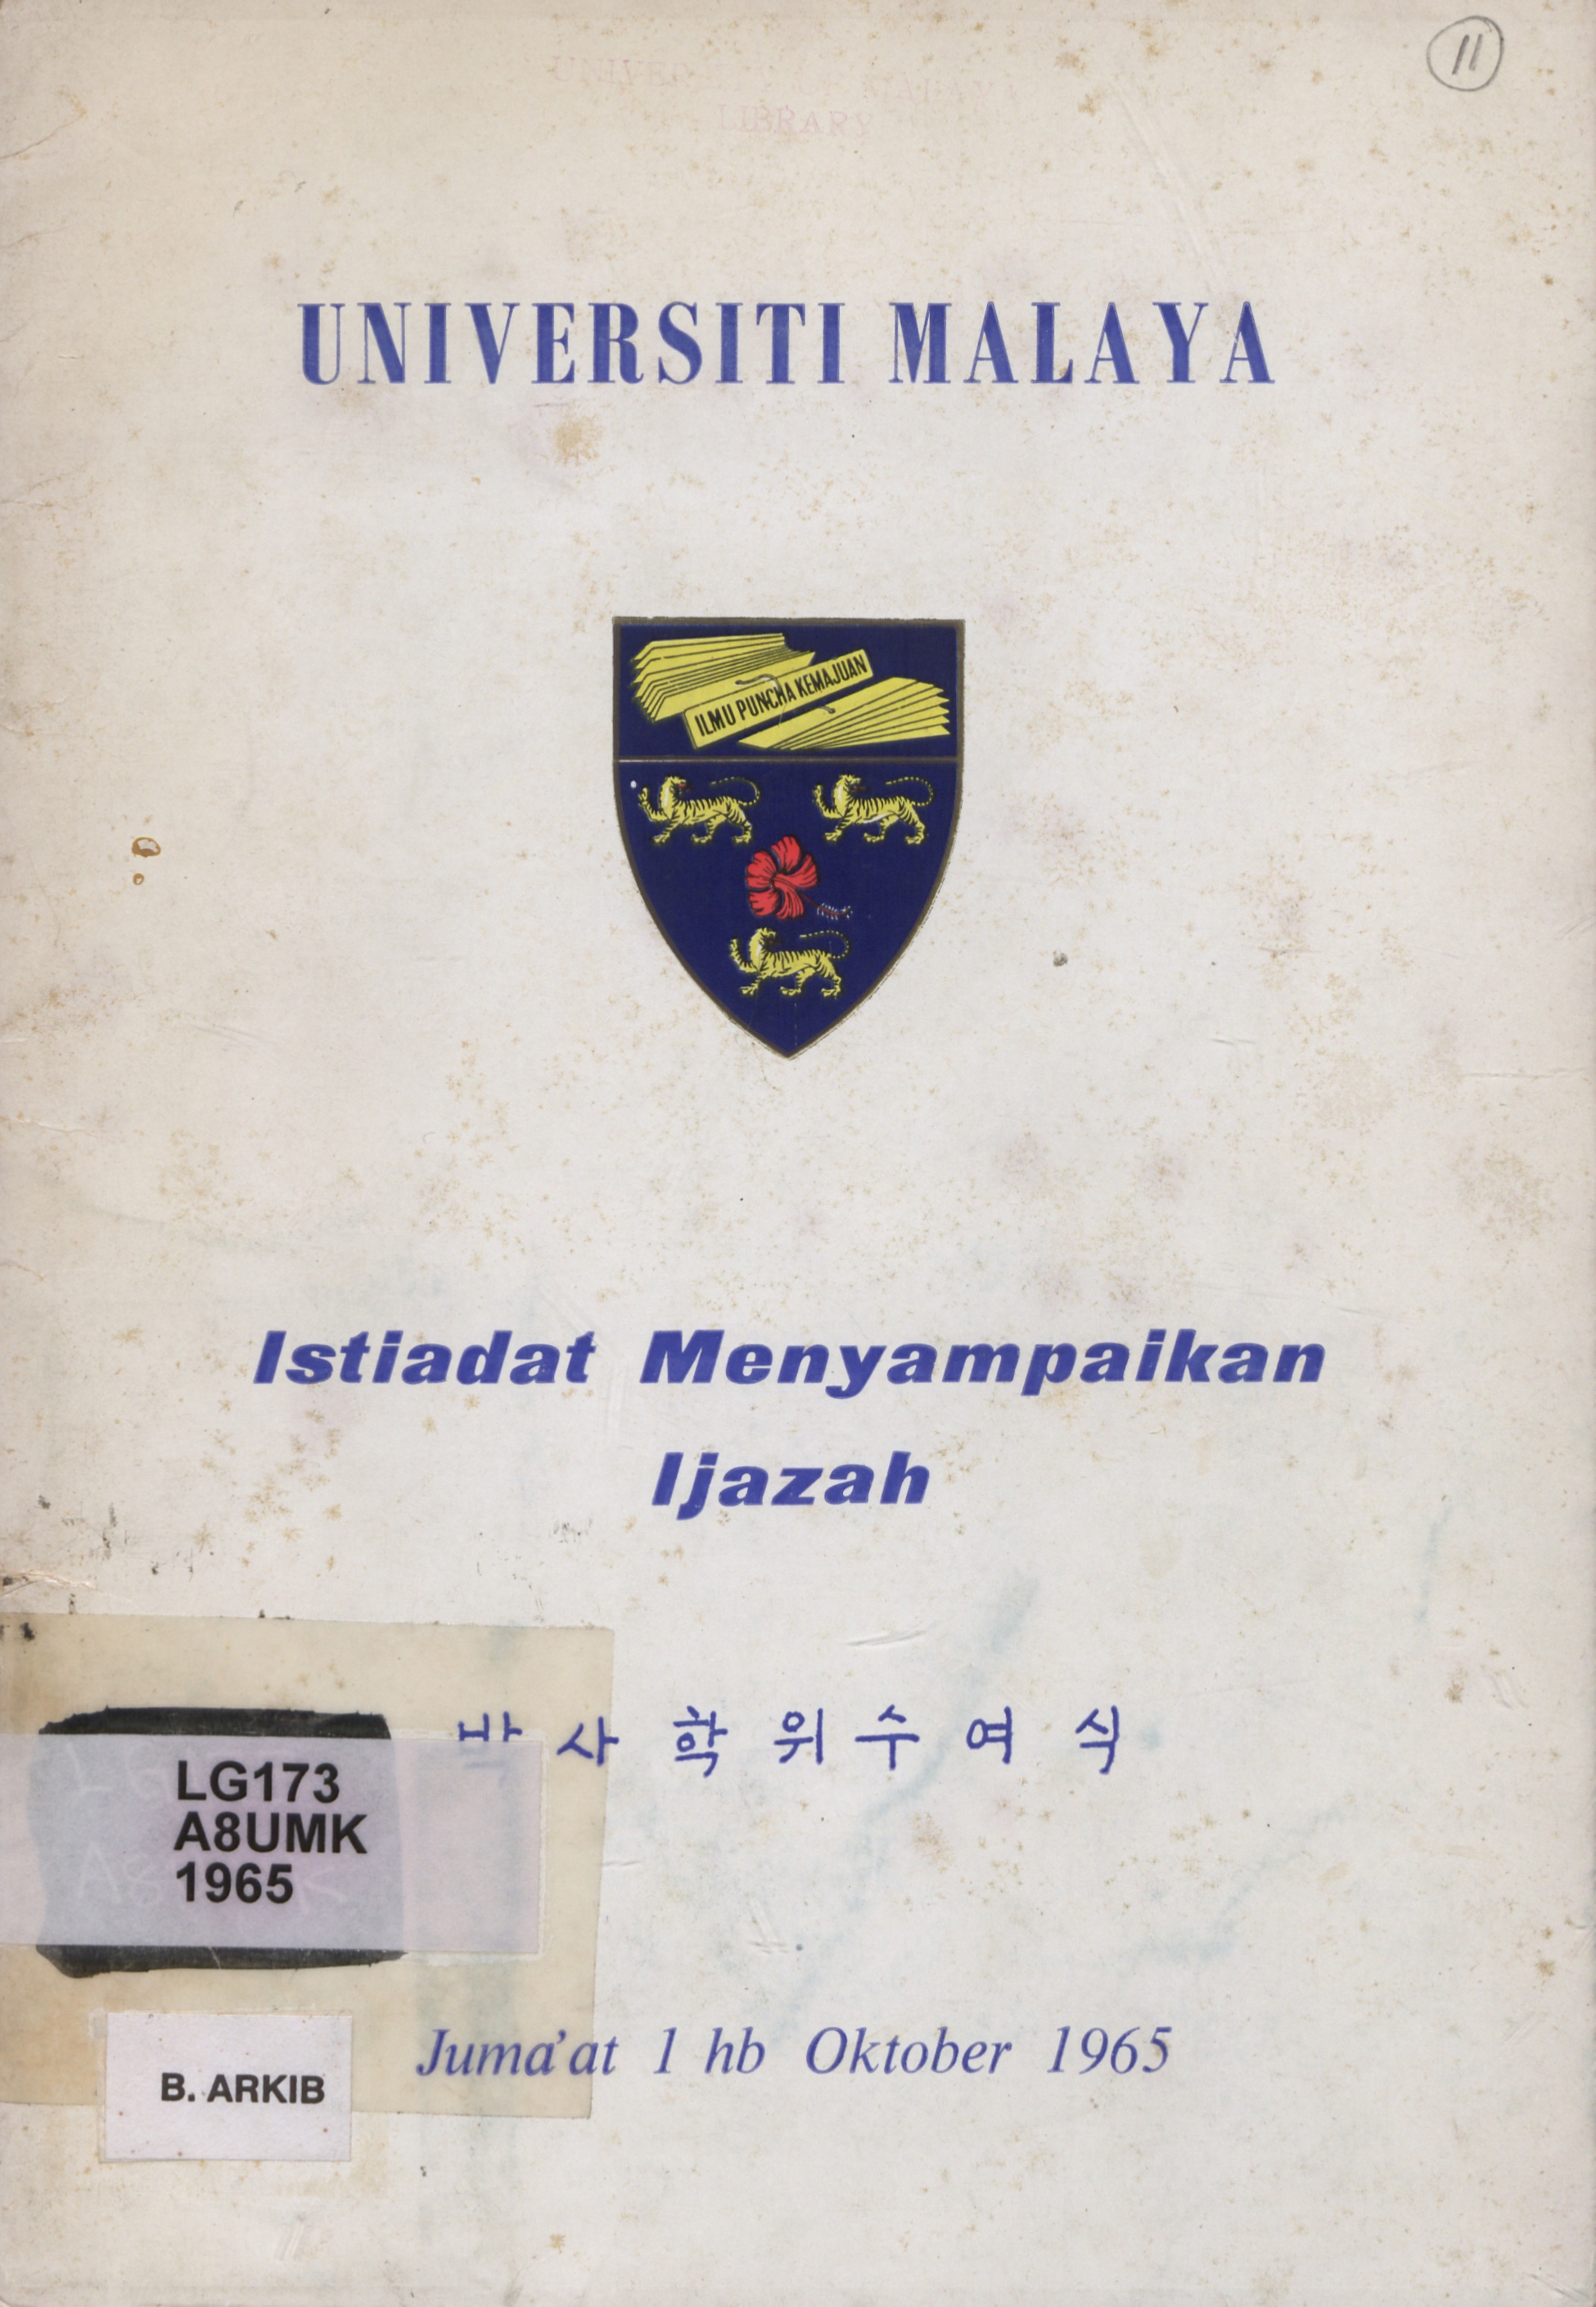 11
LIBRARY
UNIVERSITI MALAYA
ILMU PUNCHA KEMAJUAN
Istiadat Menyampaikan
Ijazah
박사학위수여식
LG173
A8UMK
1965
Juma'at 1 hb Oktober 1965
B. ARKIB